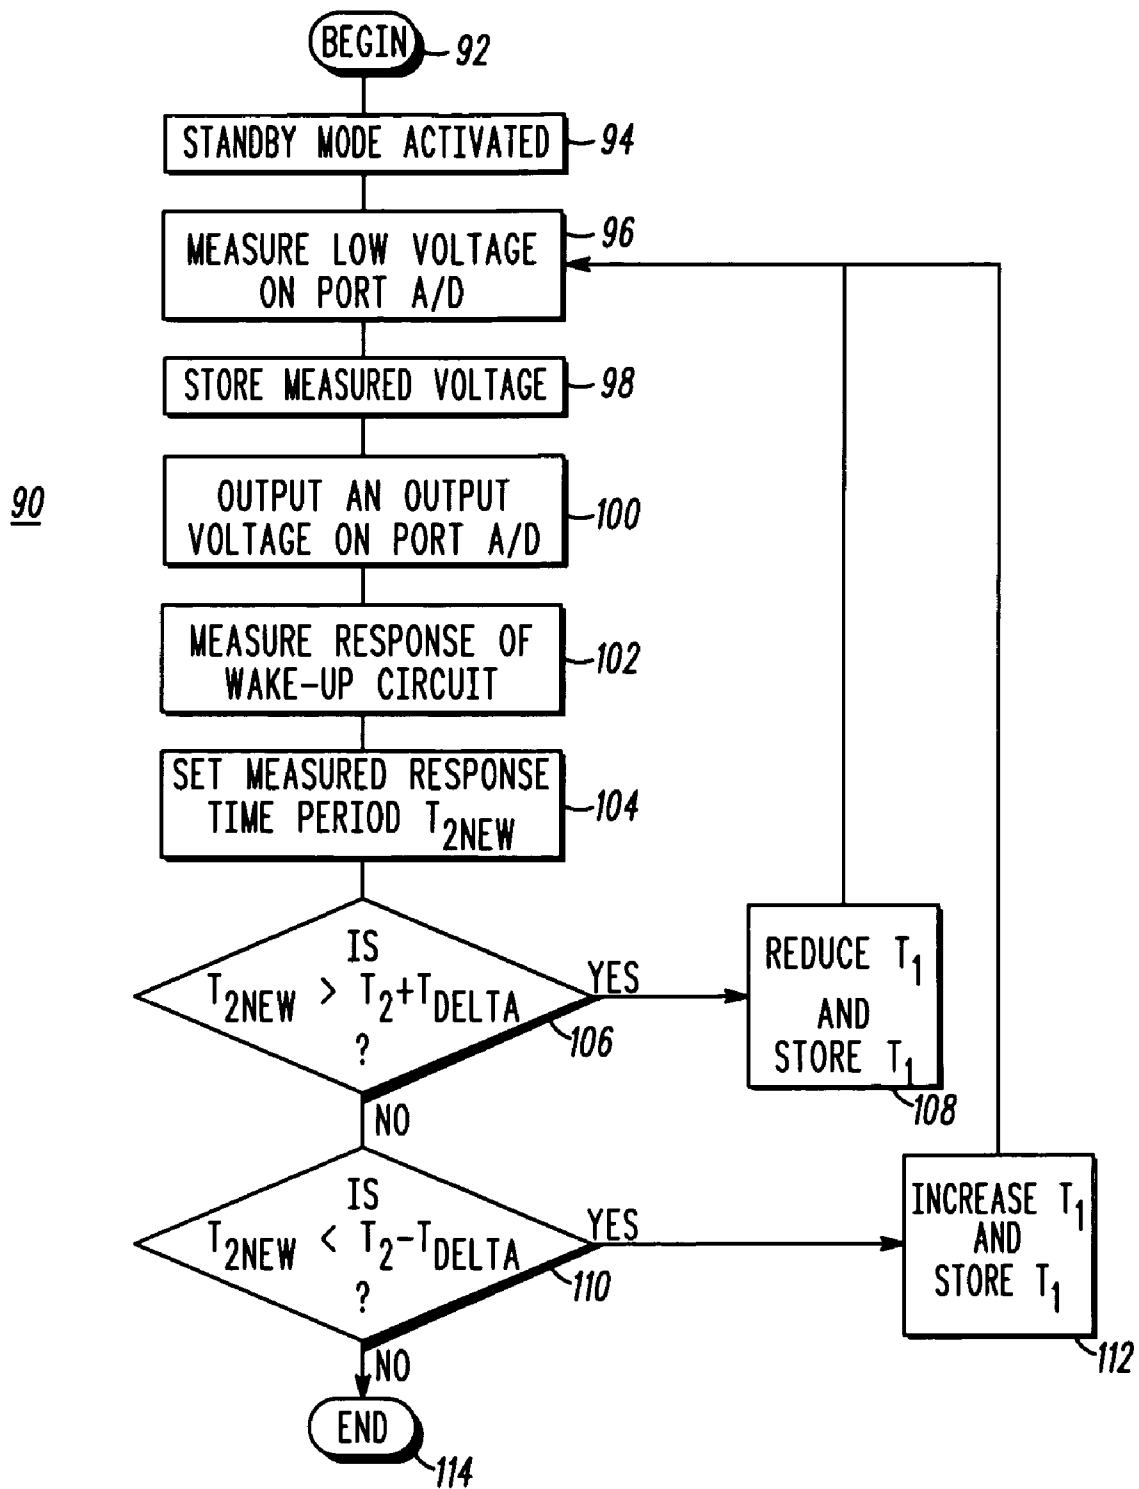 BEGIN
92
STANDBY MODE ACTIVATED
94
MEASURE LOW VOLTAGE
ON PORT A/D
96
STORE MEASURED VOLTAGE
98
90
OUTPUT AN OUTPUT
VOLTAGE ON PORT A/D
100
MEASURE RESPONSE OF
WAKE-UP CIRCUIT
102
SET MEASURED RESPONSE
TIME PERIOD T2NEW
104
IS
T2NEW > T2+TDELTA
?
YES
106
NO
REDUCE T1
AND
STORE T1
108
IS
T2NEW < T2-TDELTA
?
YES
110
NO
INCREASE T1
AND
STORE T1
112
END
114